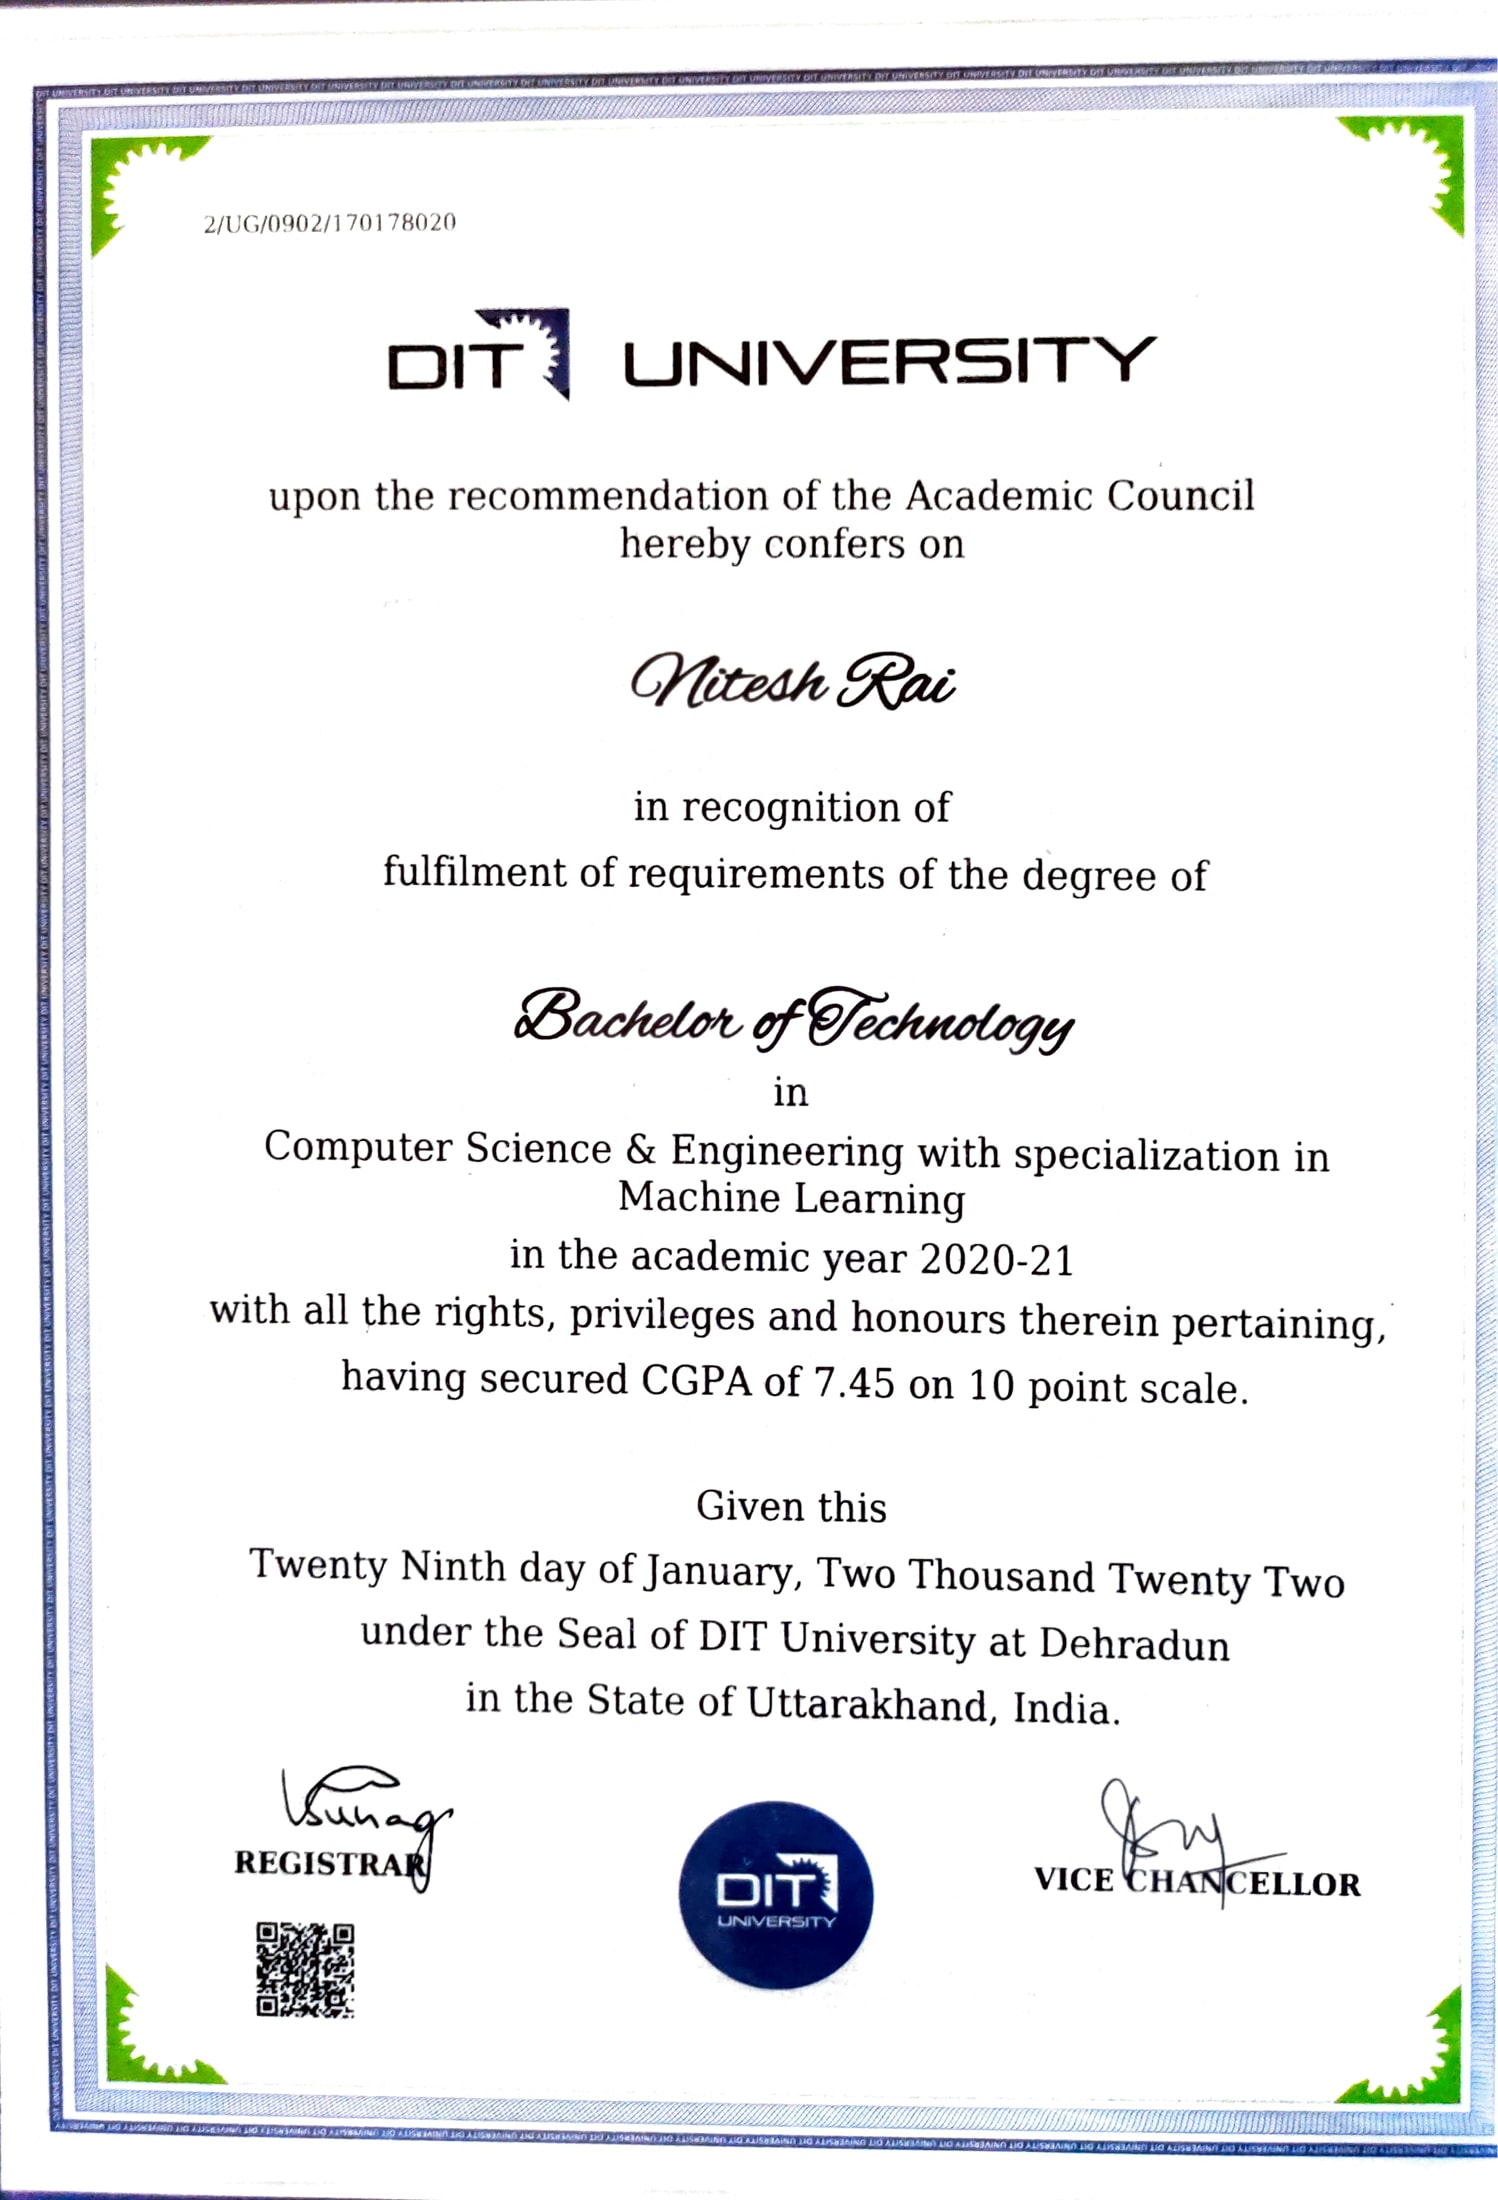 2/UG/0902/170178020
DIT UNIVERSITY
upon the recommendation of the Academic Council
hereby confers on
Nitesh Rai
in recognition of
fulfilment of requirements of the degree of
Bachelor of Technology
in
Computer Science & Engineering with specialization in
Machine Learning
in the academic year 2020-21
with all the rights, privileges and honours therein pertaining,
having secured CGPA of 7.45 on 10 point scale.
Given this
Twenty Ninth day of January, Two Thousand Twenty Two
under the Seal of DIT University at Dehradun
in the State of Uttarakhand, India.
REGISTRAR
VICE CHANCELLOR
DIT
UNIVERSITY